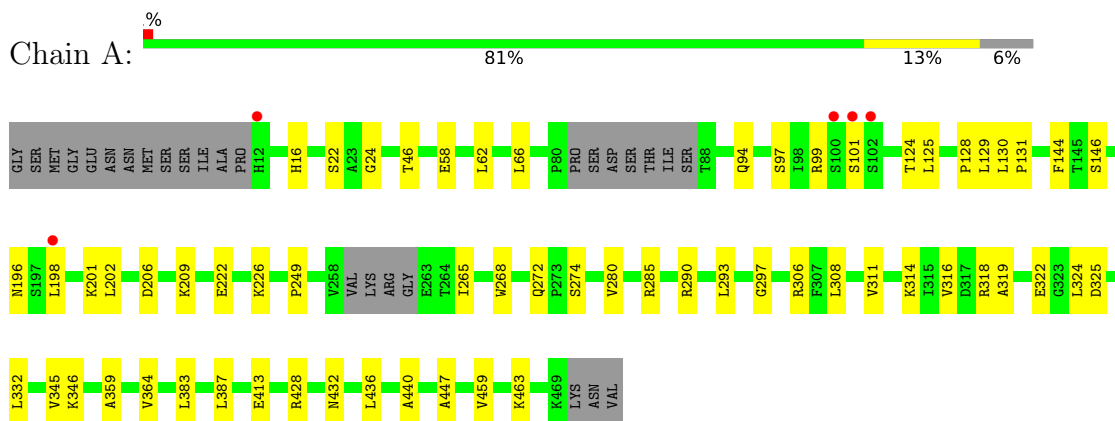 .%
Chain A:
81% 13% 6%
GLY SER MET GLY GLU ASN ASN MET SER SER ILE ALA PRO H12 H16 S22 A23 G24 T46 E58 L62 L66 P80 PRO SER ASP SER THR ILE SER T88 Q94 S97 I98 R99 S100 S101 S102 T124 L125 P128 L129 L130 P131 F144 T145 S146
N196 S197 L198 K201 L202 D206 K209 E222 K226 P249 V258 VAL LYS ARG GLY E263 T264 I265 W268 Q272 P273 S274 V280 R285 R290 L293 G297 R306 F307 L308 V311 K314 I315 V316 D317 R318 A319 E322 G323 L324 D325
L332 V345 K346 A359 V364 L383 L387 E413 R428 N432 L436 A440 A447 V459 K463 K469 LYS ASN VAL